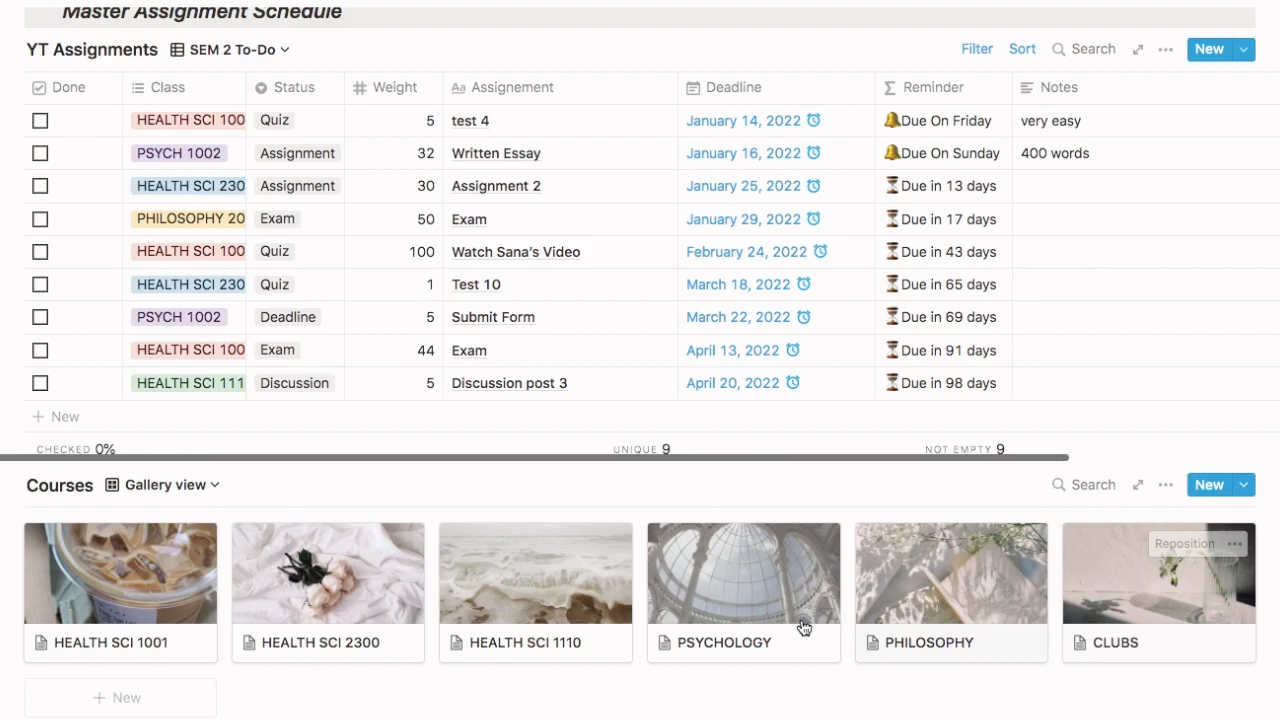 Master Assignment Schedule
YT Assignments SEM 2 To-Do Filter Sort Search New
Done Class Status Weight Aa Assignement Deadline Reminder Notes
HEALTH SCI 100 Quiz 5 test 4 January 14, 2022 Due On Friday very easy
PSYCH 1002 Assignment 32 Written Essay January 16, 2022 Due On Sunday 400 words
HEALTH SCI 230 Assignment 30 Assignment 2 January 25, 2022 Due in 13 days
PHILOSOPHY 20 Exam 50 Exam January 29, 2022 Due in 17 days
HEALTH SCI 100 Quiz 100 Watch Sana's Video February 24, 2022 Due in 43 days
HEALTH SCI 230 Quiz 1 Test 10 March 18, 2022 Due in 65 days
PSYCH 1002 Deadline 5 Submit Form March 22, 2022 Due in 69 days
HEALTH SCI 100 Exam 44 Exam April 13, 2022 Due in 91 days
HEALTH SCI 111 Discussion 5 Discussion post 3 April 20, 2022 Due in 98 days
+ New
CHECKED 0% UNIQUE 9 NOT EMPTY 9
Courses Gallery view Search New
Reposition
HEALTH SCI 1001 HEALTH SCI 2300 HEALTH SCI 1110 PSYCHOLOGY PHILOSOPHY CLUBS
+ New